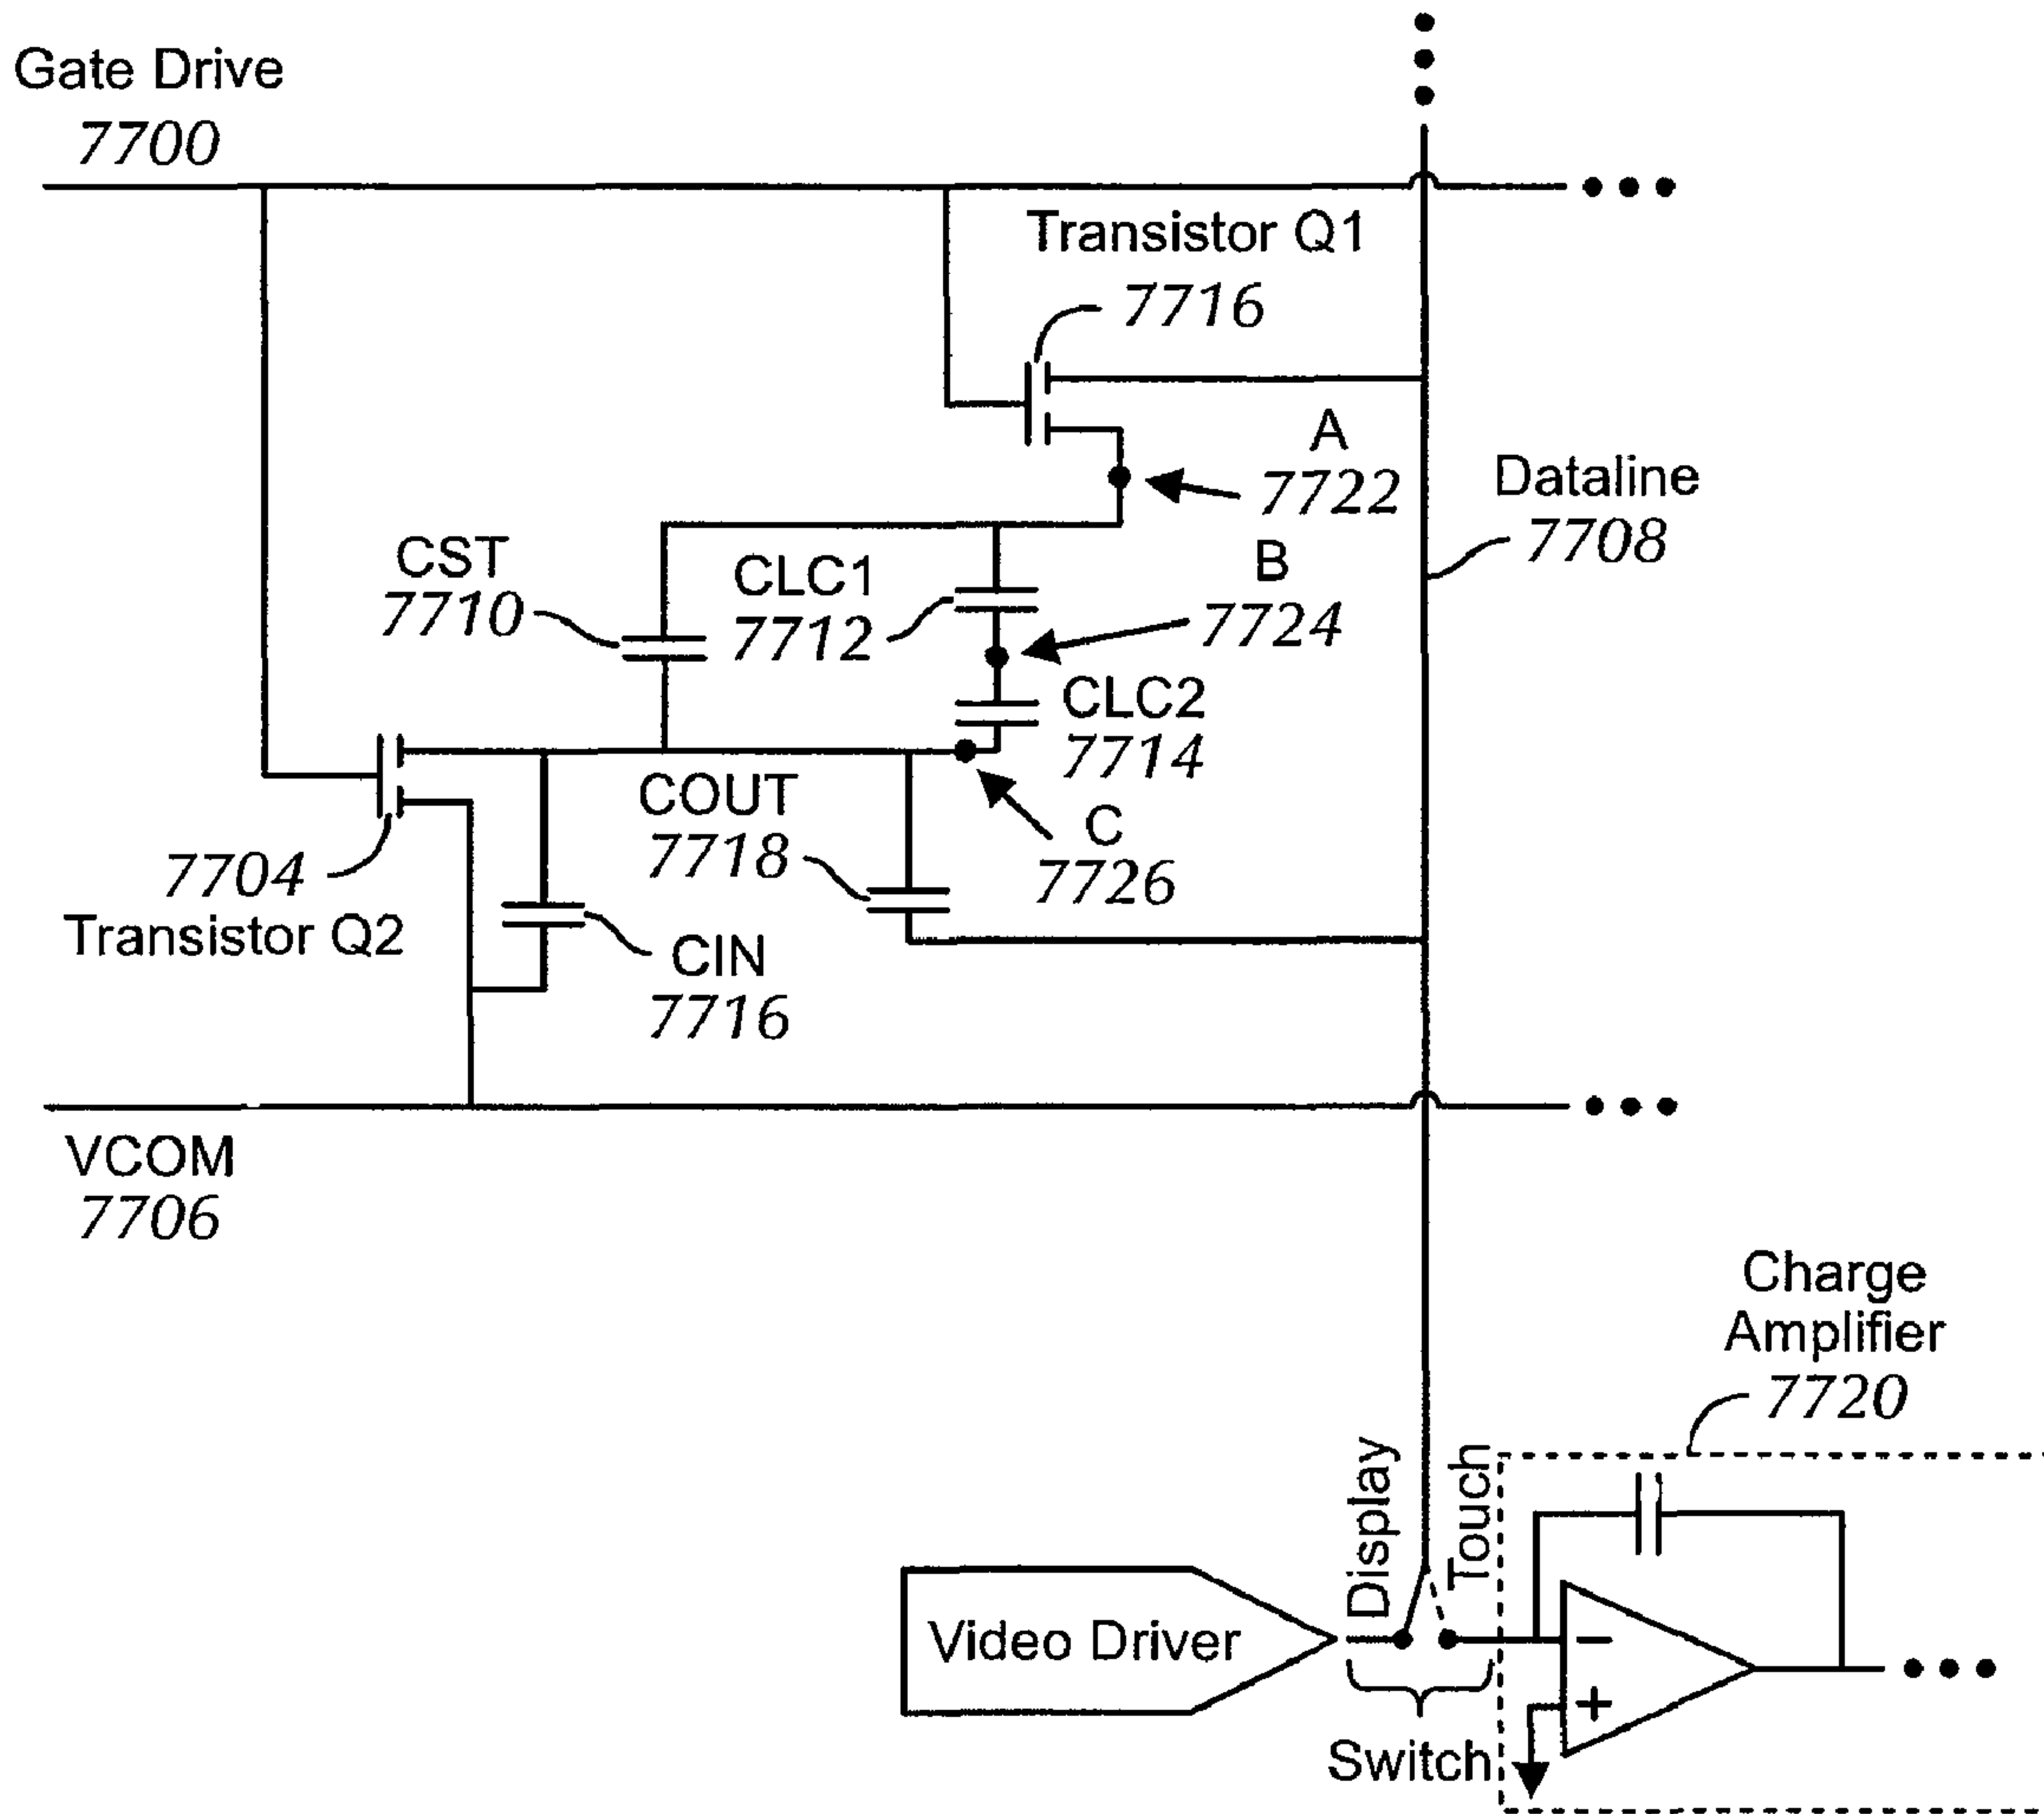 Gate Drive
7700
Transistor Q1
7716
A
7722
Dataline
7708
CST
7710
CLC1
7712
B
7724
CLC2
7714
COUT
7718
C
7726
7704
Transistor Q2
CIN
7716
VCOM
7706
Charge
Amplifier
7720
Display
Touch
Video Driver
−
+
Switch